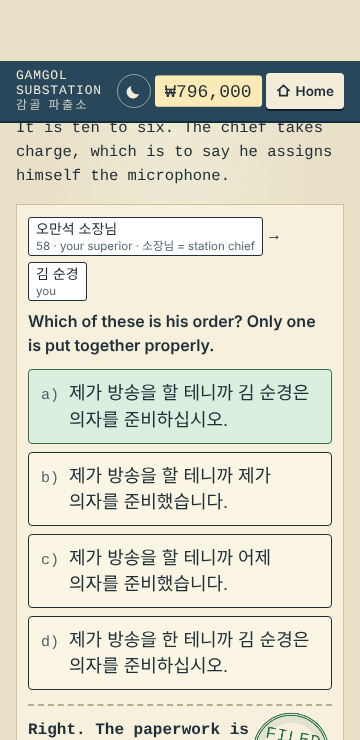 GAMGOL
SUBSTATION
감골 파출소
₩796,000
Home
It is ten to six. The chief takes
charge, which is to say he assigns
himself the microphone.
오만석 소장님
58 · your superior · 소장님 = station chief
→
김 순경
you
Which of these is his order? Only one
is put together properly.
a) 제가 방송을 할 테니까 김 순경은
의자를 준비하십시오.
b) 제가 방송을 할 테니까 제가
의자를 준비했습니다.
c) 제가 방송을 할 테니까 어제
의자를 준비했습니다.
d) 제가 방송을 한 테니까 김 순경은
의자를 준비하십시오.
Right. The paperwork is
FILED